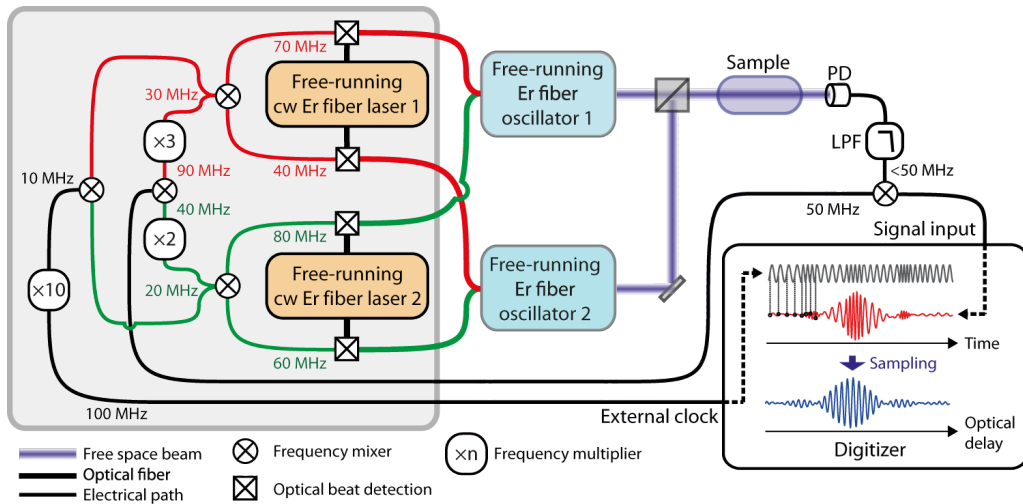 70 MHz
Free-running
cw Er fiber laser 1
30 MHz
×3
90 MHz
40 MHz
10 MHz
40 MHz
×2
80 MHz
Free-running
cw Er fiber laser 2
20 MHz
×10
60 MHz
100 MHz
Free-running
Er fiber
oscillator 1
Free-running
Er fiber
oscillator 2
Sample
PD
LPF
<50 MHz
50 MHz
Signal input
Time
Sampling
Optical
delay
Digitizer
External clock
Free space beam
Optical fiber
Electrical path
Frequency mixer
Optical beat detection
×n
Frequency multiplier